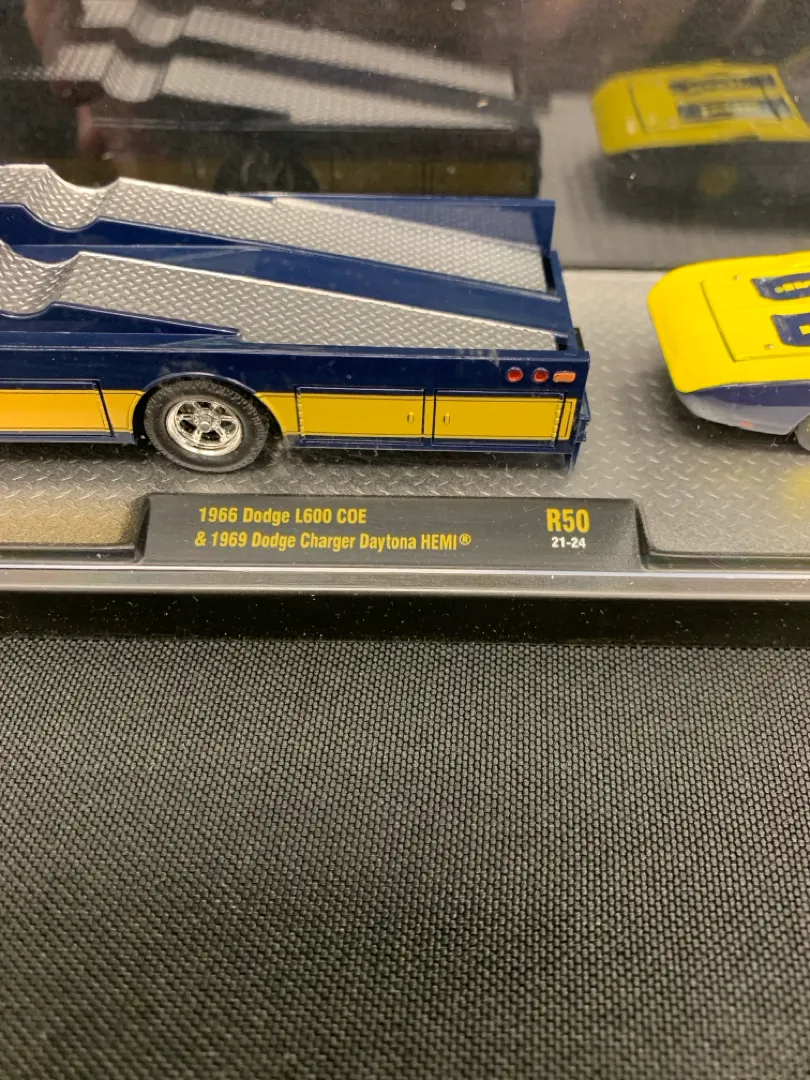 1966 Dodge L600 COE
& 1969 Dodge Charger Daytona HEMI®
R50
21-24